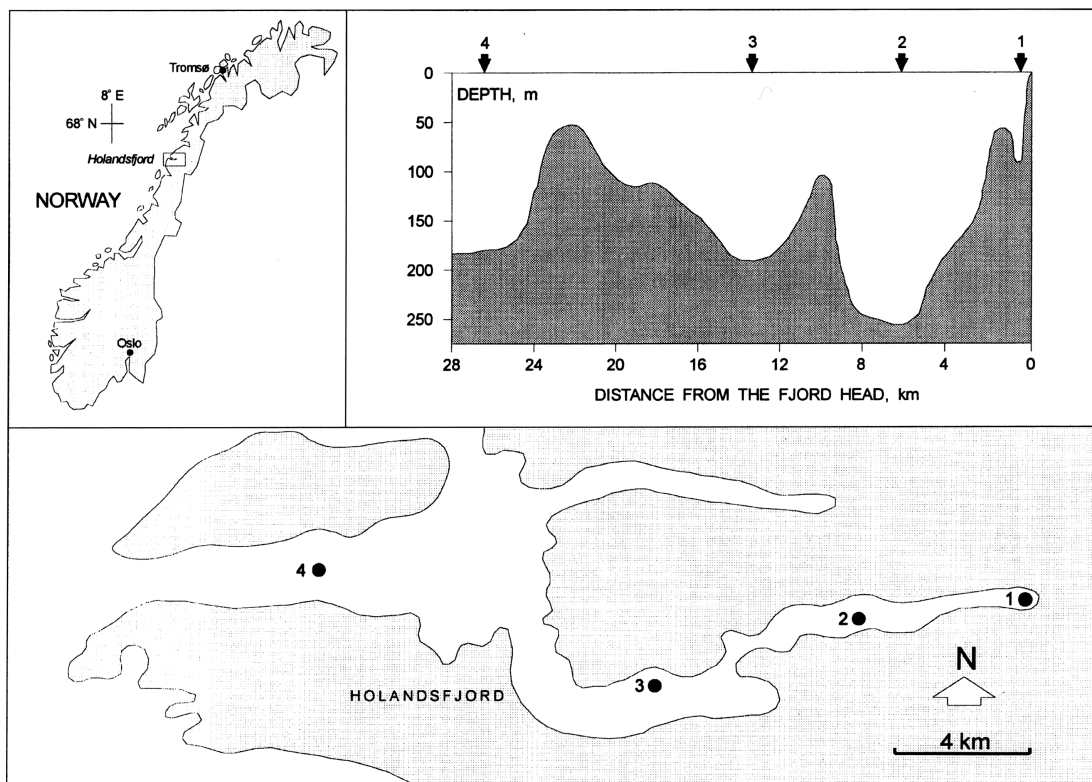 Tromsø
8° E
68° N
Holandsfjord
NORWAY
Oslo
4 3 2 1
0
DEPTH, m
50
100
150
200
250
28 24 20 16 12 8 4 0
DISTANCE FROM THE FJORD HEAD, km
4
1
2
3
HOLANDSFJORD
N
4 km